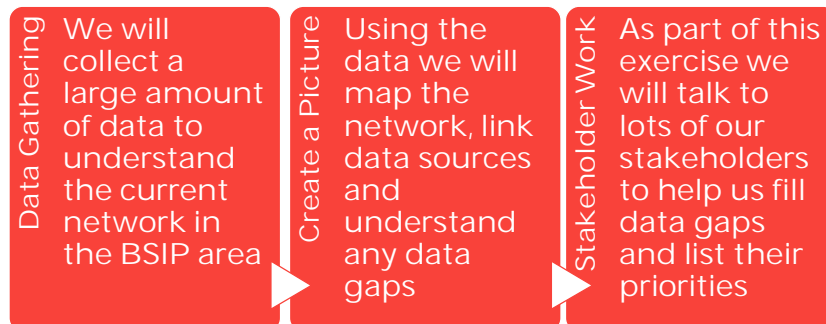 Data Gathering
We will
collect a
large amount
of data to
understand
the current
network in
the BSIP area
Create a Picture
Using the
data we will
map the
network, link
data sources
and
understand
any data
gaps
Stakeholder Work
As part of this
exercise we
will talk to
lots of our
stakeholders
to help us fill
data gaps
and list their
priorities